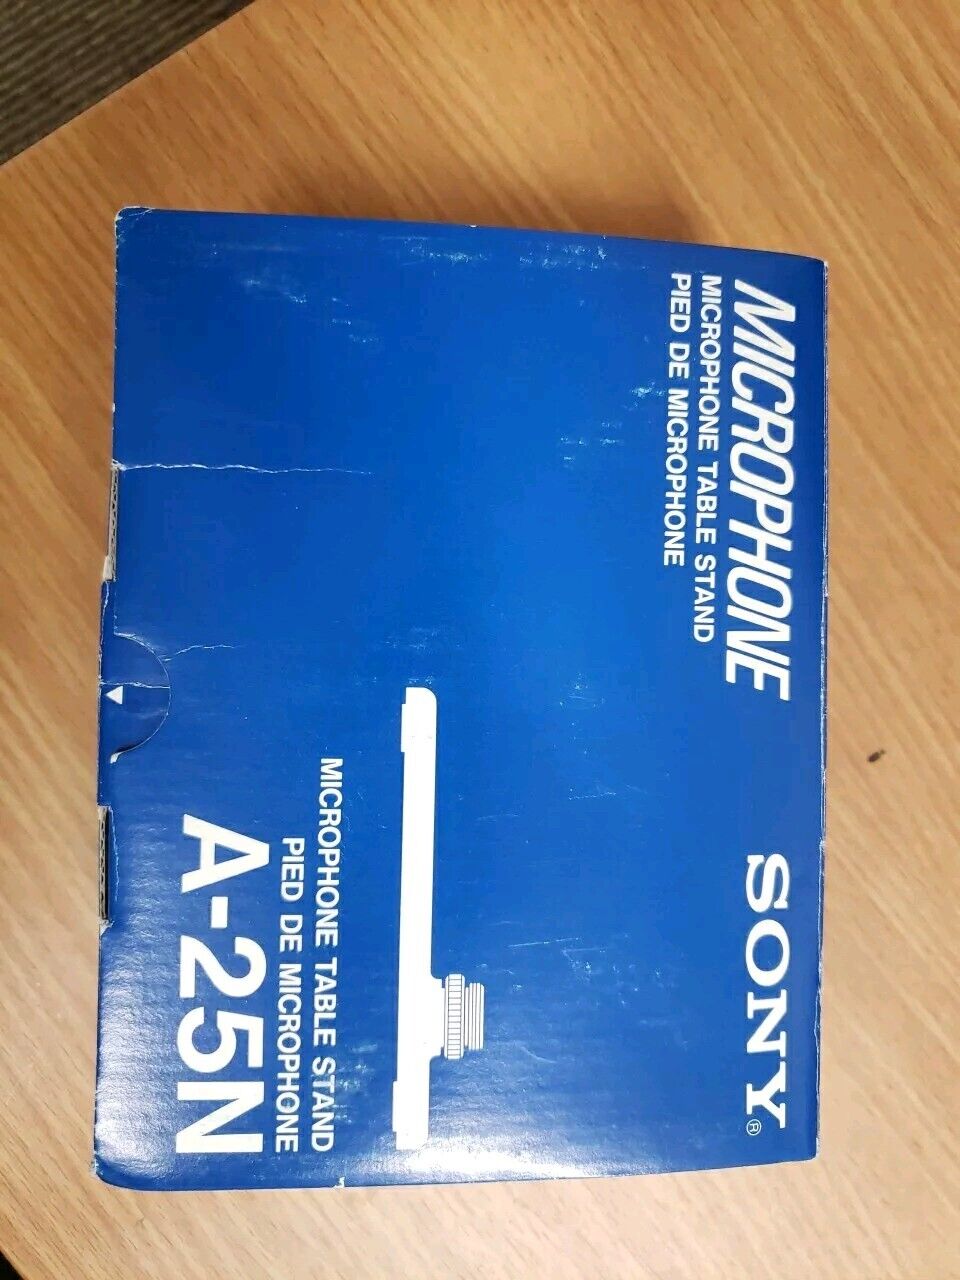 MICROPHONE
SONY®
MICROPHONE TABLE STAND
PIED DE MICROPHONE
MICROPHONE TABLE STAND
PIED DE MICROPHONE
A-25N